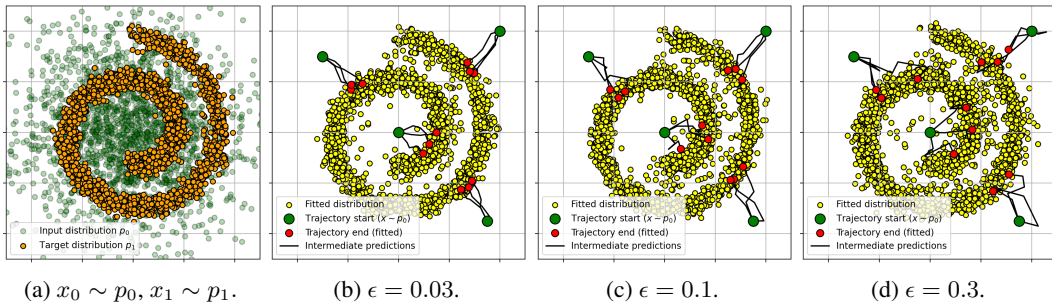 Input distribution p₀
Target distribution p₁
Fitted distribution
Trajectory start (x − p₀)
Trajectory end (fitted)
Intermediate predictions
Fitted distribution
Trajectory start (x − p₀)
Trajectory end (fitted)
Intermediate predictions
Fitted distribution
Trajectory start (x − p₀)
Trajectory end (fitted)
Intermediate predictions
(a) x₀ ∼ p₀, x₁ ∼ p₁.
(b) ϵ = 0.03.
(c) ϵ = 0.1.
(d) ϵ = 0.3.